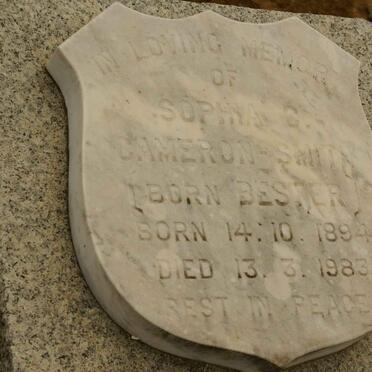 IN LOVING MEMORY
OF
SOPHIA C.
CAMERON-SMITH
(BORN BESTER)
BORN 14.10.1894
DIED 13.3.1983
REST IN PEACE